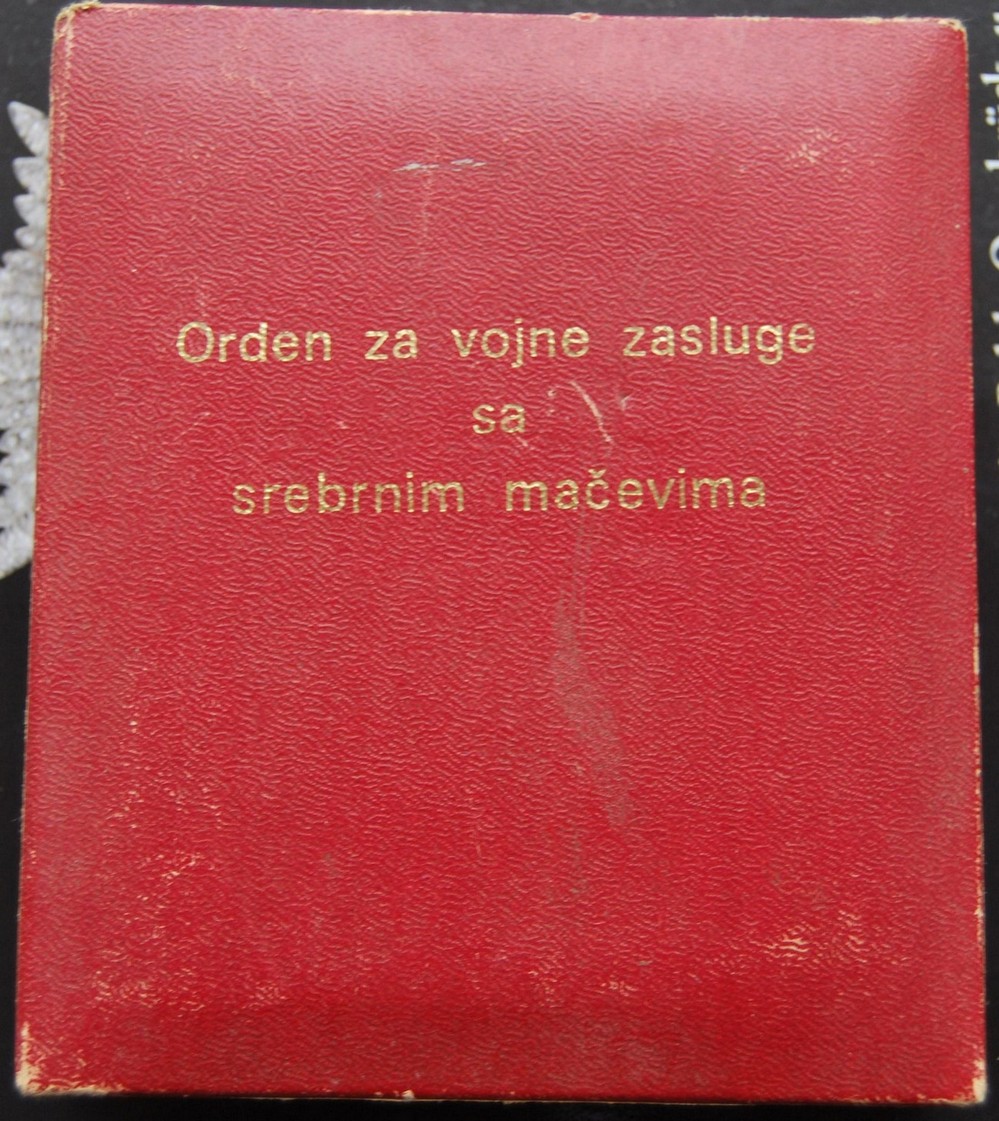 Orden za vojne zasluge
sa
srebrnim mačevima